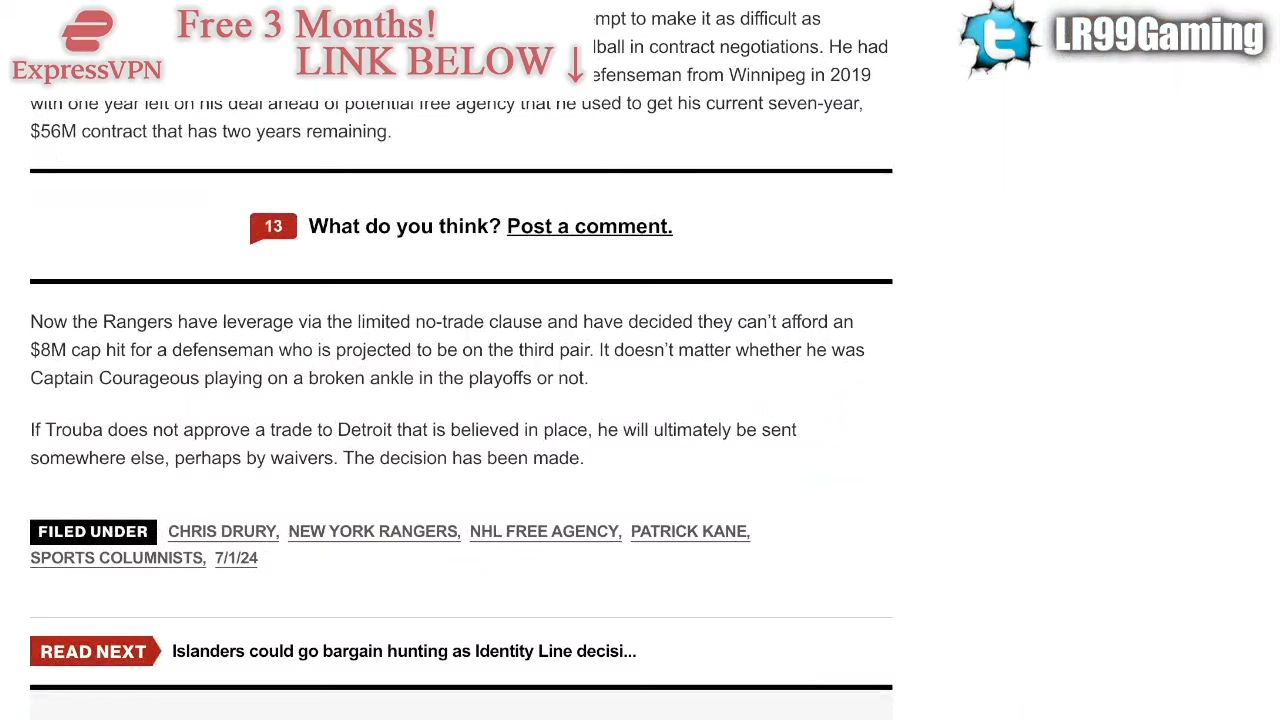 Free 3 Months!
LINK BELOW ↓
ExpressVPN
LR99Gaming
mpt to make it as difficult as
ball in contract negotiations. He had
efenseman from Winnipeg in 2019
with one year left on his deal ahead of potential free agency that he used to get his current seven-year,
$56M contract that has two years remaining.
13 What do you think? Post a comment.
Now the Rangers have leverage via the limited no-trade clause and have decided they can’t afford an
$8M cap hit for a defenseman who is projected to be on the third pair. It doesn’t matter whether he was
Captain Courageous playing on a broken ankle in the playoffs or not.
If Trouba does not approve a trade to Detroit that is believed in place, he will ultimately be sent
somewhere else, perhaps by waivers. The decision has been made.
FILED UNDER CHRIS DRURY, NEW YORK RANGERS, NHL FREE AGENCY, PATRICK KANE,
SPORTS COLUMNISTS, 7/1/24
READ NEXT Islanders could go bargain hunting as Identity Line decisi...